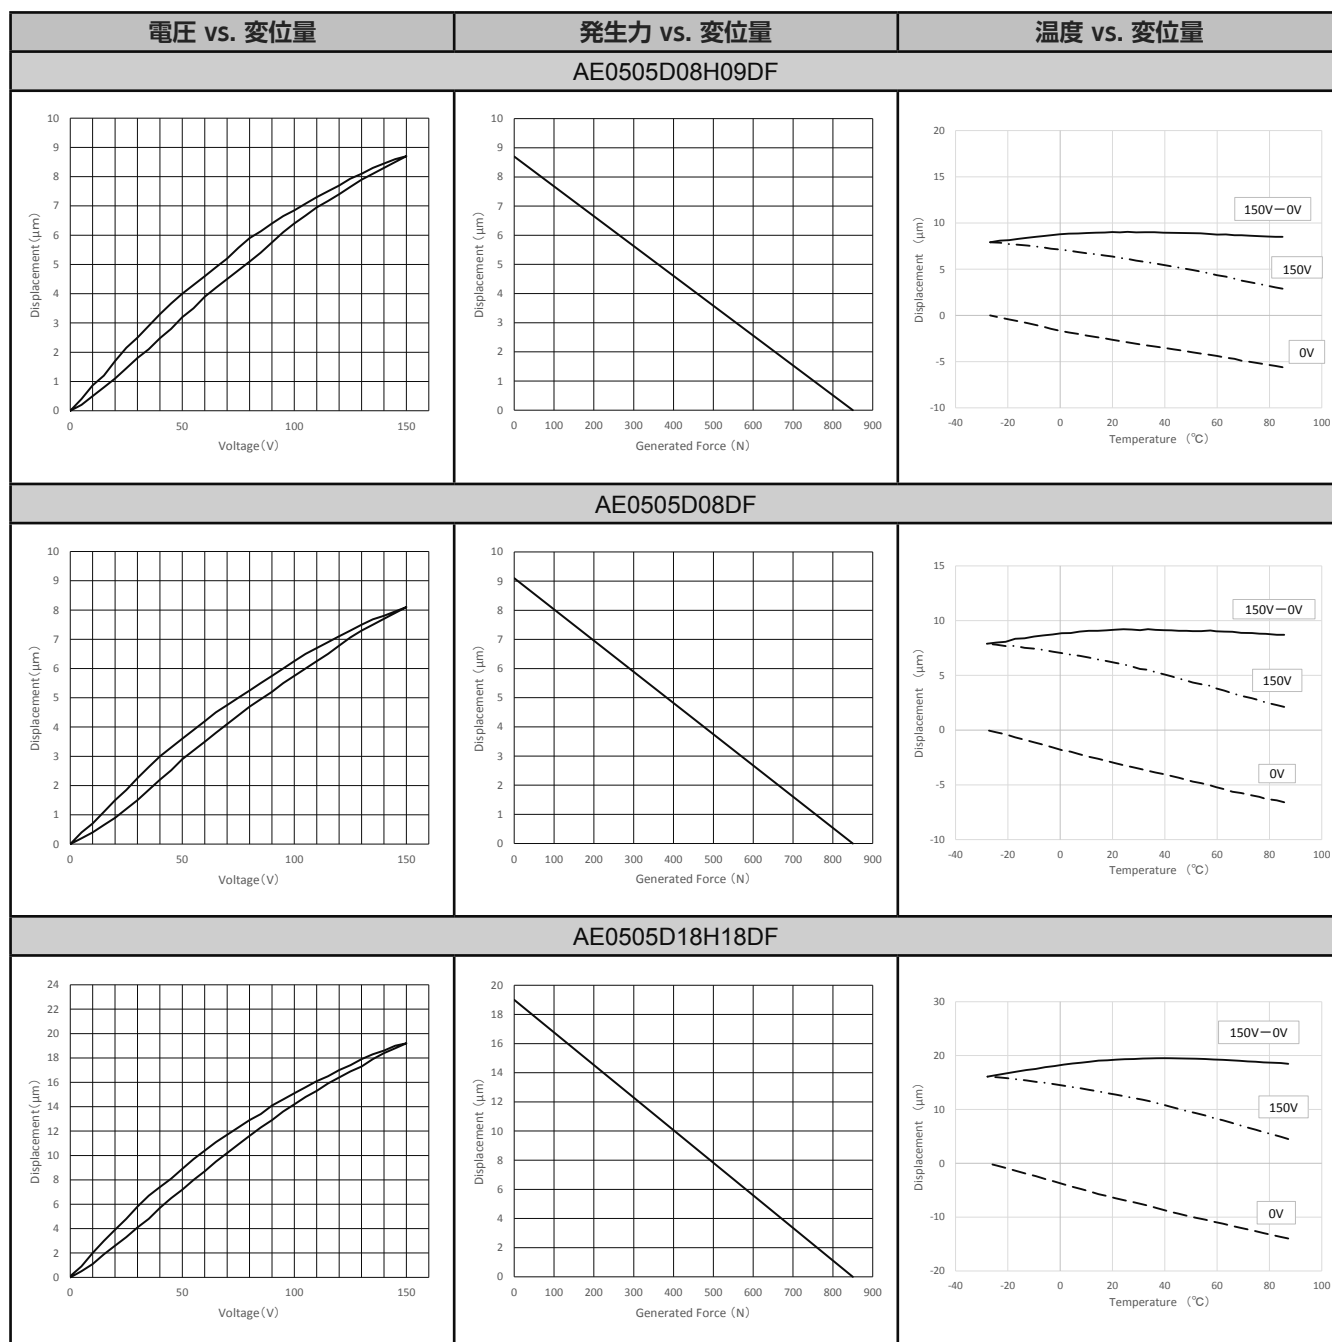 電圧 vs. 変位量
発生力 vs. 変位量
温度 vs. 変位量
AE0505D08H09DF
10
9
8
7
6
5
4
3
2
1
0
Displacement(μm)
0 50 100 150
Voltage(V)
10
9
8
7
6
5
4
3
2
1
0
Displacement (μm)
0 100 200 300 400 500 600 700 800 900
Generated Force (N)
20
15
10
5
0
-5
-10
Displacement (μm)
150V－0V
150V
0V
-40 -20 0 20 40 60 80 100
Temperature (℃)
AE0505D08DF
10
9
8
7
6
5
4
3
2
1
0
Displacement(μm)
0 50 100 150
Voltage(V)
10
9
8
7
6
5
4
3
2
1
0
Displacement (μm)
0 100 200 300 400 500 600 700 800 900
Generated Force (N)
15
10
5
0
-5
-10
Displacement (μm)
150V－0V
150V
0V
-40 -20 0 20 40 60 80 100
Temperature (℃)
AE0505D18H18DF
24
22
20
18
16
14
12
10
8
6
4
2
0
Displacement(μm)
0 50 100 150
Voltage(V)
20
18
16
14
12
10
8
6
4
2
0
Displacement (μm)
0 100 200 300 400 500 600 700 800 900
Generated Force (N)
30
20
10
0
-10
-20
Displacement (μm)
150V－0V
150V
0V
-40 -20 0 20 40 60 80 100
Temperature (℃)